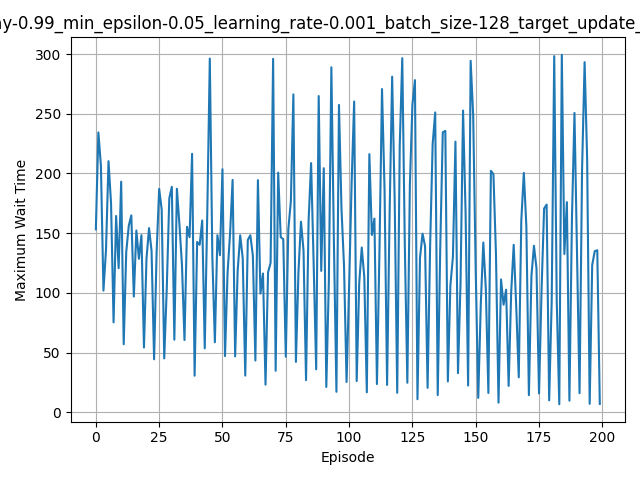 y-0.99_min_epsilon-0.05_learning_rate-0.001_batch_size-128_target_update_
300
250
200
150
100
50
0
Maximum Wait Time
0 25 50 75 100 125 150 175 200
Episode